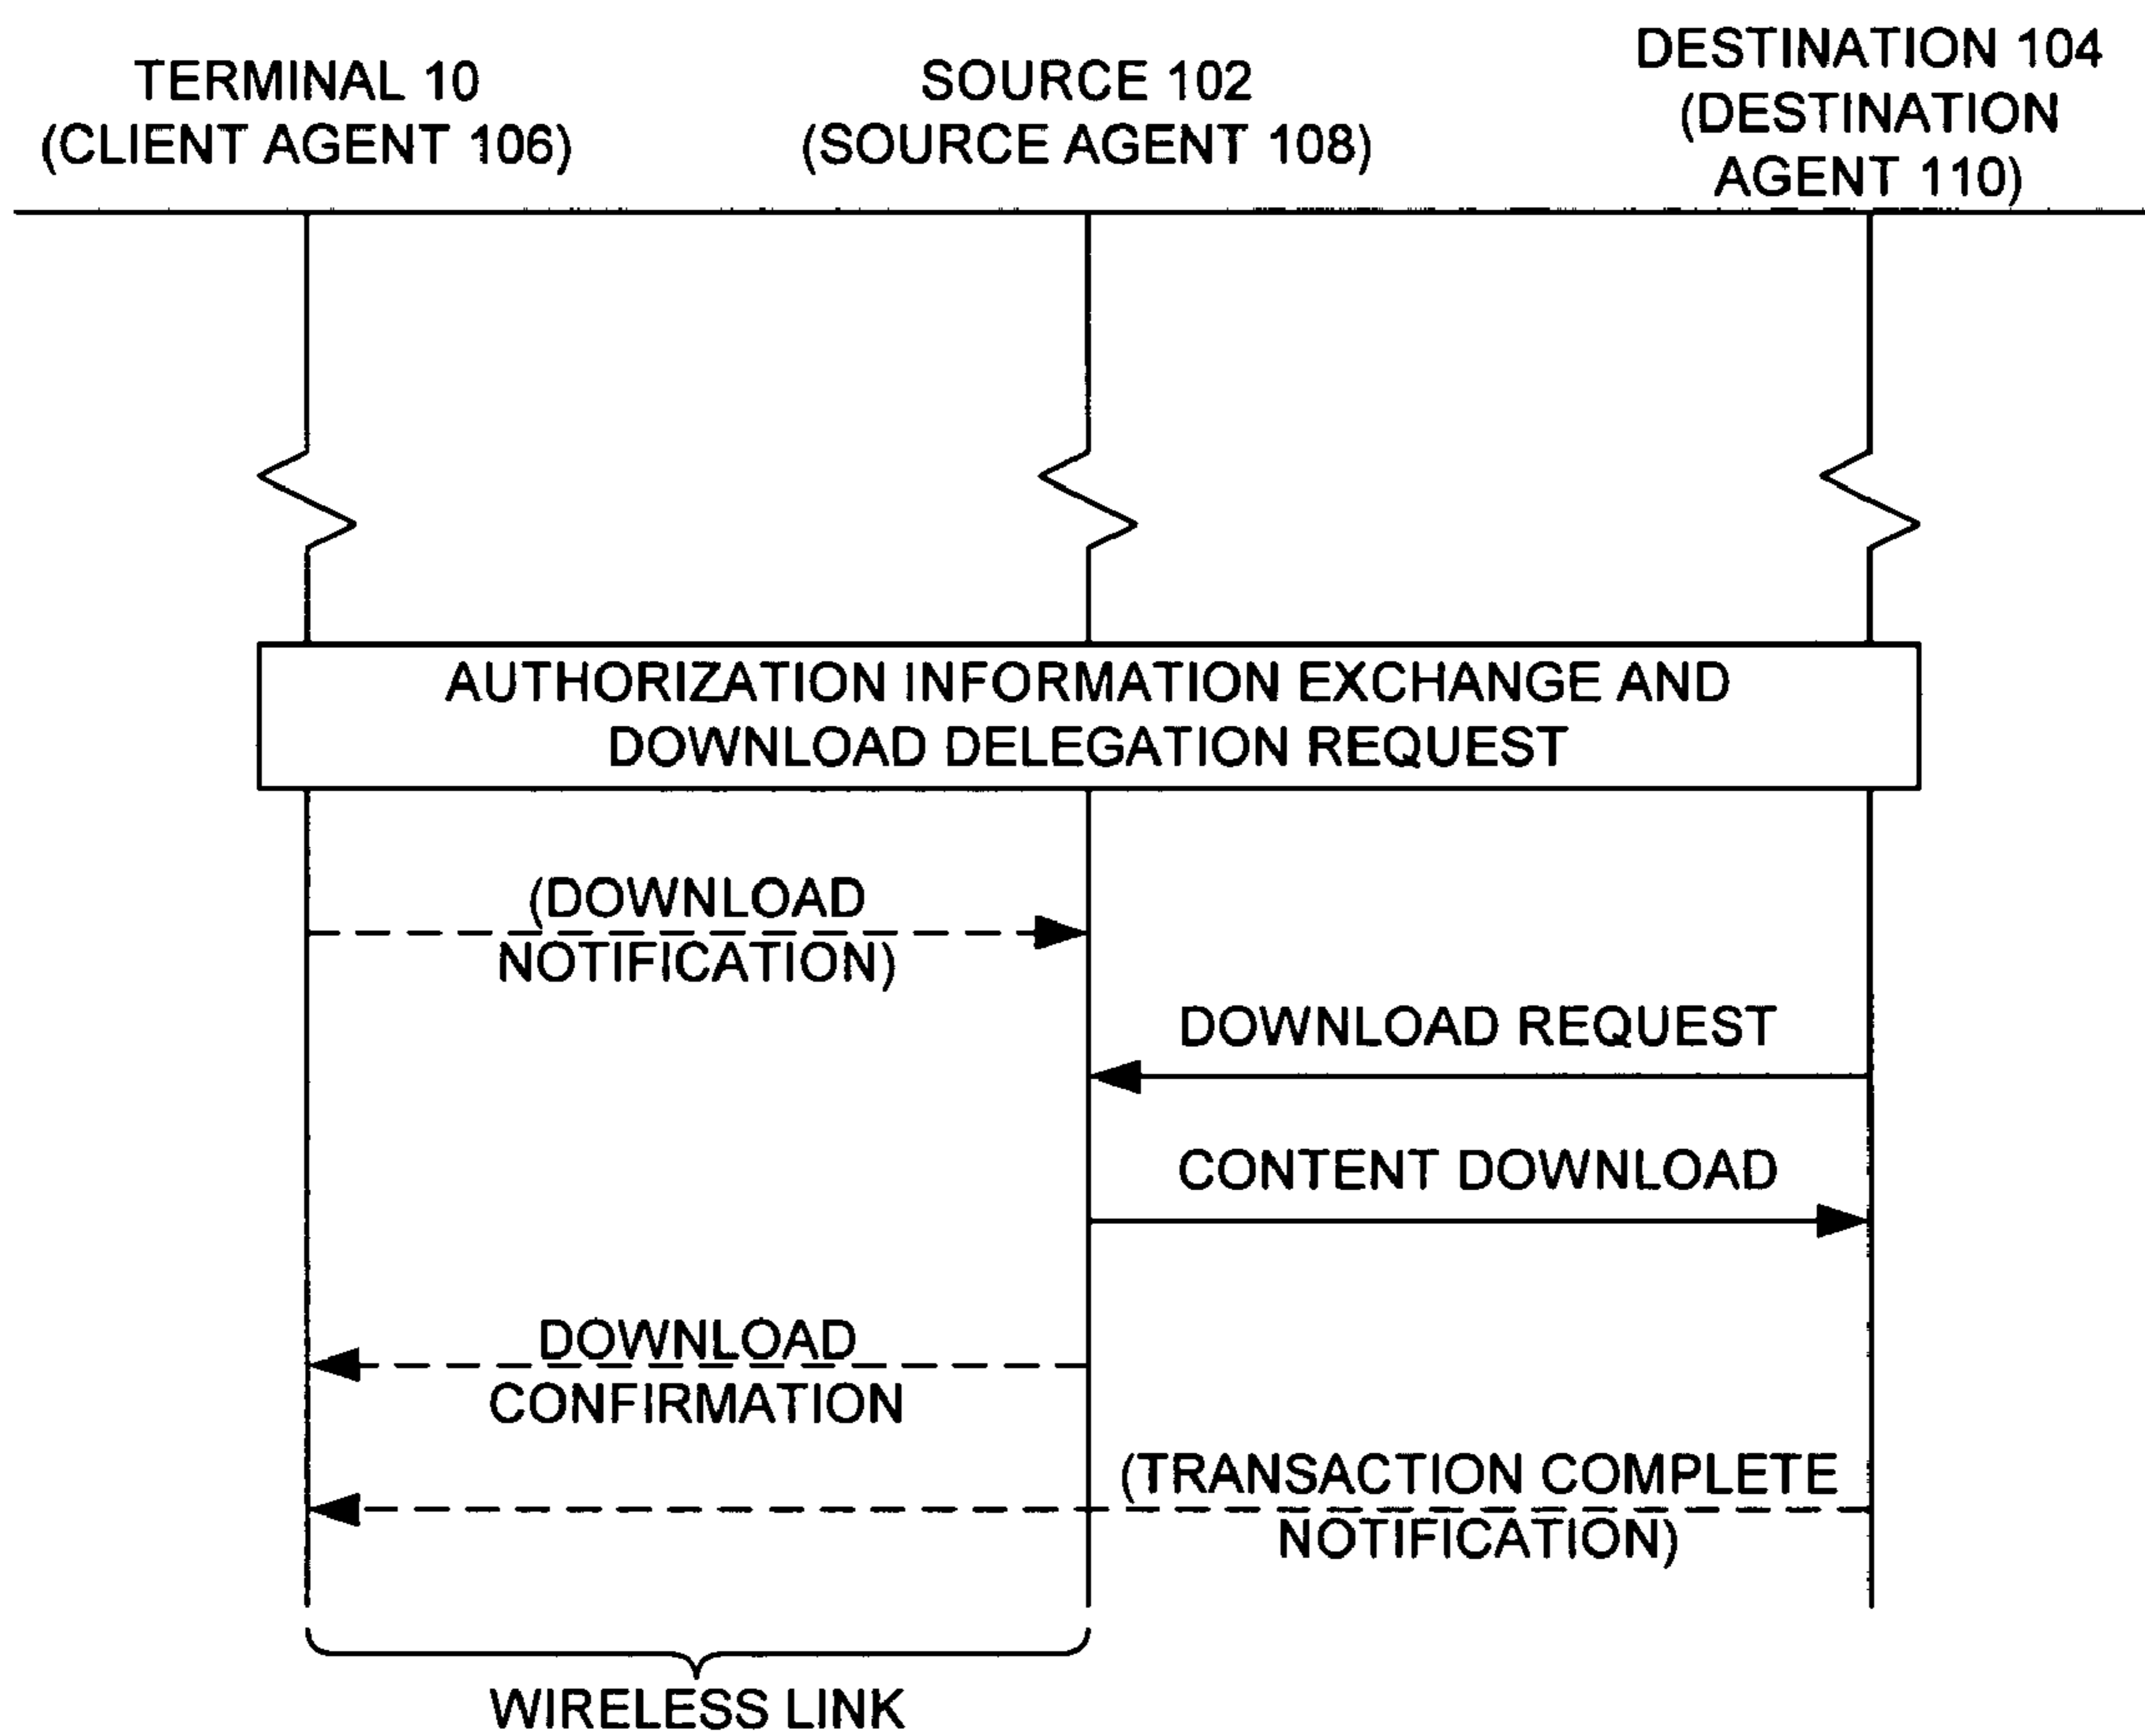 TERMINAL 10
(CLIENT AGENT 106)
SOURCE 102
(SOURCE AGENT 108)
DESTINATION 104
(DESTINATION
AGENT 110)
AUTHORIZATION INFORMATION EXCHANGE AND
DOWNLOAD DELEGATION REQUEST
(DOWNLOAD
NOTIFICATION)
DOWNLOAD REQUEST
CONTENT DOWNLOAD
DOWNLOAD
CONFIRMATION
(TRANSACTION COMPLETE
NOTIFICATION)
WIRELESS LINK